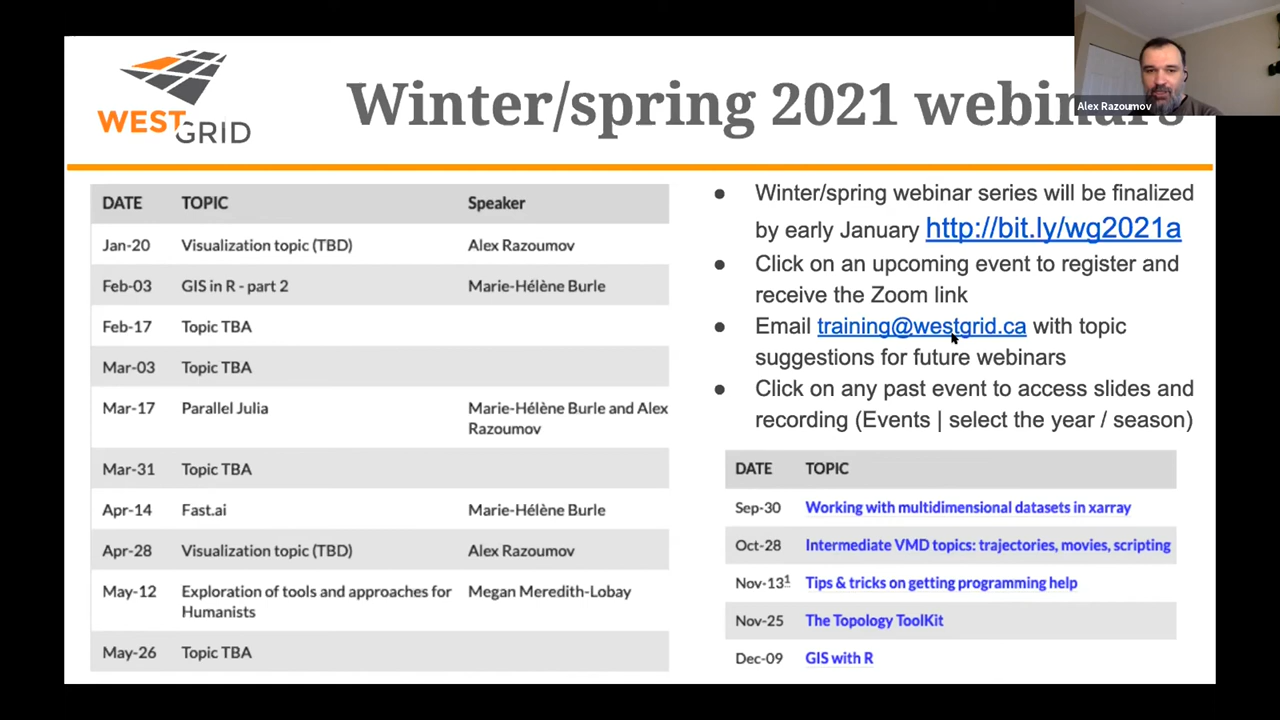 WESTGRID
Winter/spring 2021 webinars
Alex Razoumov
DATE TOPIC Speaker
Jan-20 Visualization topic (TBD) Alex Razoumov
Feb-03 GIS in R - part 2 Marie-Hélène Burle
Feb-17 Topic TBA
Mar-03 Topic TBA
Mar-17 Parallel Julia Marie-Hélène Burle and Alex
Razoumov
Mar-31 Topic TBA
Apr-14 Fast.ai Marie-Hélène Burle
Apr-28 Visualization topic (TBD) Alex Razoumov
May-12 Exploration of tools and approaches for Megan Meredith-Lobay
Humanists
May-26 Topic TBA
● Winter/spring webinar series will be finalized
by early January http://bit.ly/wg2021a
● Click on an upcoming event to register and
receive the Zoom link
● Email training@westgrid.ca with topic
suggestions for future webinars
● Click on any past event to access slides and
recording (Events | select the year / season)
DATE TOPIC
Sep-30 Working with multidimensional datasets in xarray
Oct-28 Intermediate VMD topics: trajectories, movies, scripting
Nov-13¹ Tips & tricks on getting programming help
Nov-25 The Topology ToolKit
Dec-09 GIS with R